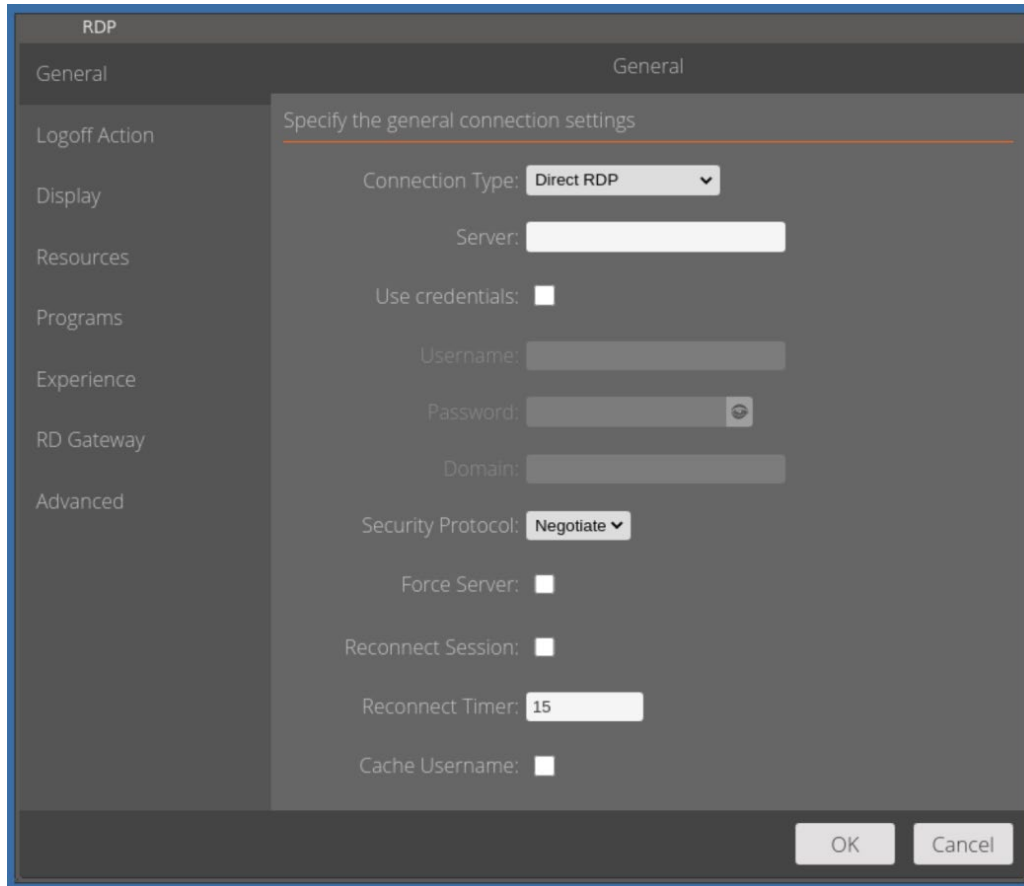 RDP
General
Logoff Action
Display
Resources
Programs
Experience
RD Gateway
Advanced
General
Specify the general connection settings
Connection Type: Direct RDP
Server:
Use credentials:
Username:
Password:
Domain:
Security Protocol: Negotiate
Force Server:
Reconnect Session:
Reconnect Timer: 15
Cache Username:
OK Cancel